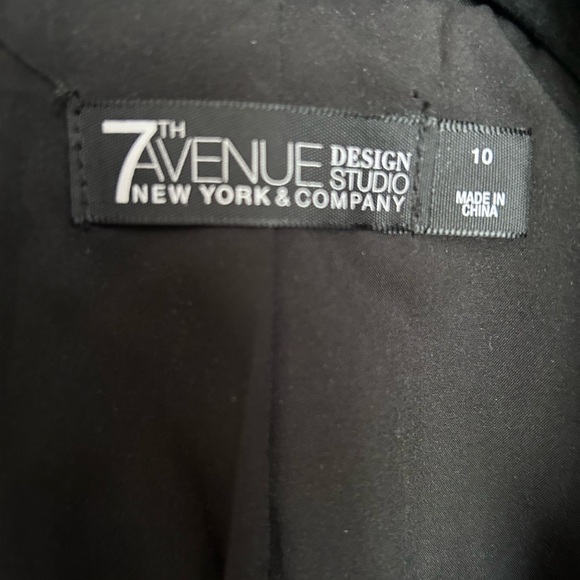 7TH AVENUE DESIGN STUDIO
NEW YORK & COMPANY
10
MADE IN
CHINA